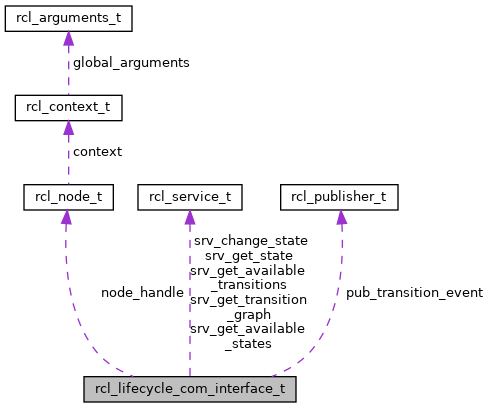 rcl_arguments_t
global_arguments
rcl_context_t
context
rcl_node_t
rcl_service_t
rcl_publisher_t
srv_change_state
srv_get_state
srv_get_available
_transitions
srv_get_transition
_graph
srv_get_available
_states
node_handle
pub_transition_event
rcl_lifecycle_com_interface_t